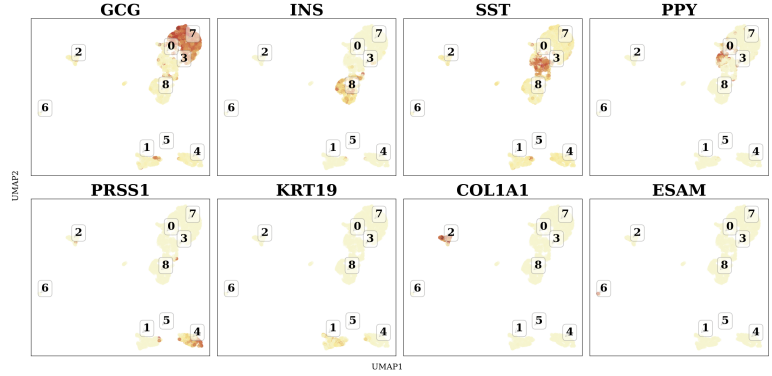 GCG INS SST PPY
7 7 7 7
2 0 2 0 2 0 2 0
3 3 3 3
8 8 8 8
6 6 6 6
1 5 4 1 5 4 1 5 4 1 5 4
UMAP2
PRSS1 KRT19 COL1A1 ESAM
7 7 7 7
2 0 2 0 2 0 2 0
3 3 3 3
8 8 8 8
6 6 6 6
1 5 4 1 5 4 1 5 4 1 5 4
UMAP1